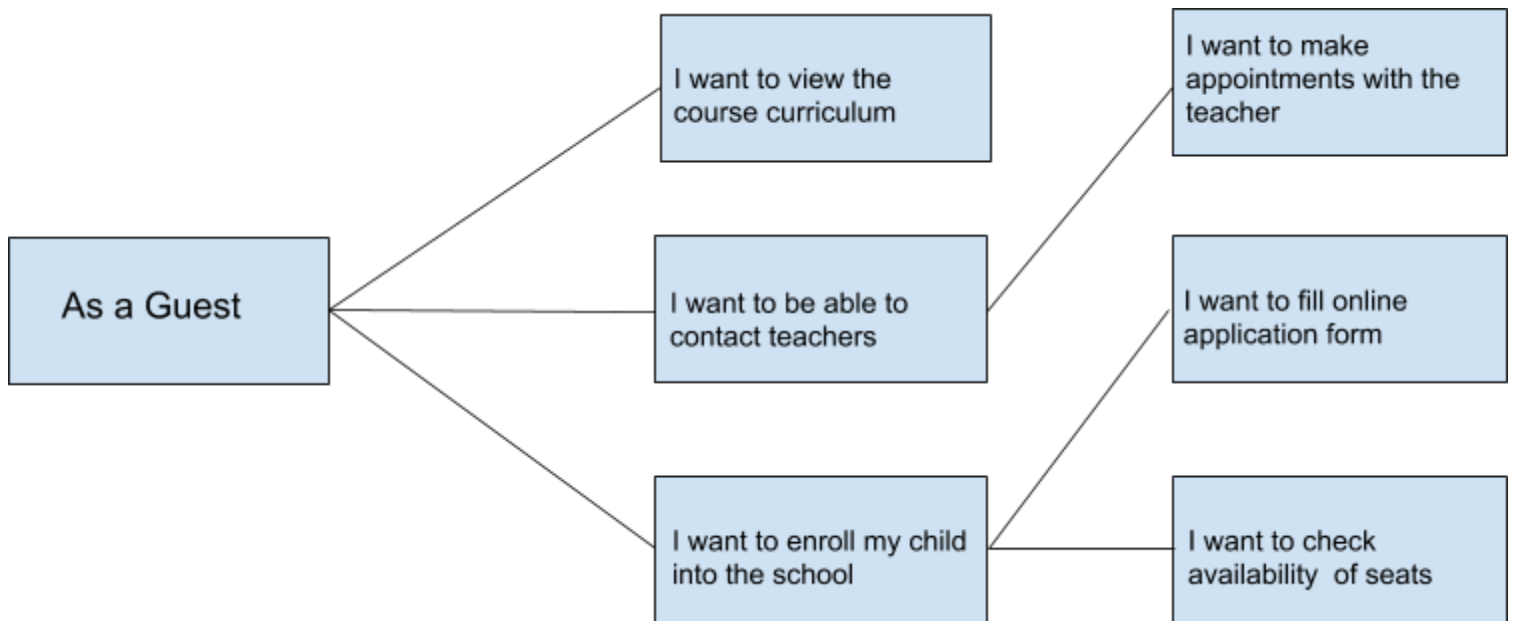 As a Guest
I want to view the
course curriculum
I want to be able to
contact teachers
I want to enroll my child
into the school
I want to make
appointments with the
teacher
I want to fill online
application form
I want to check
availability of seats